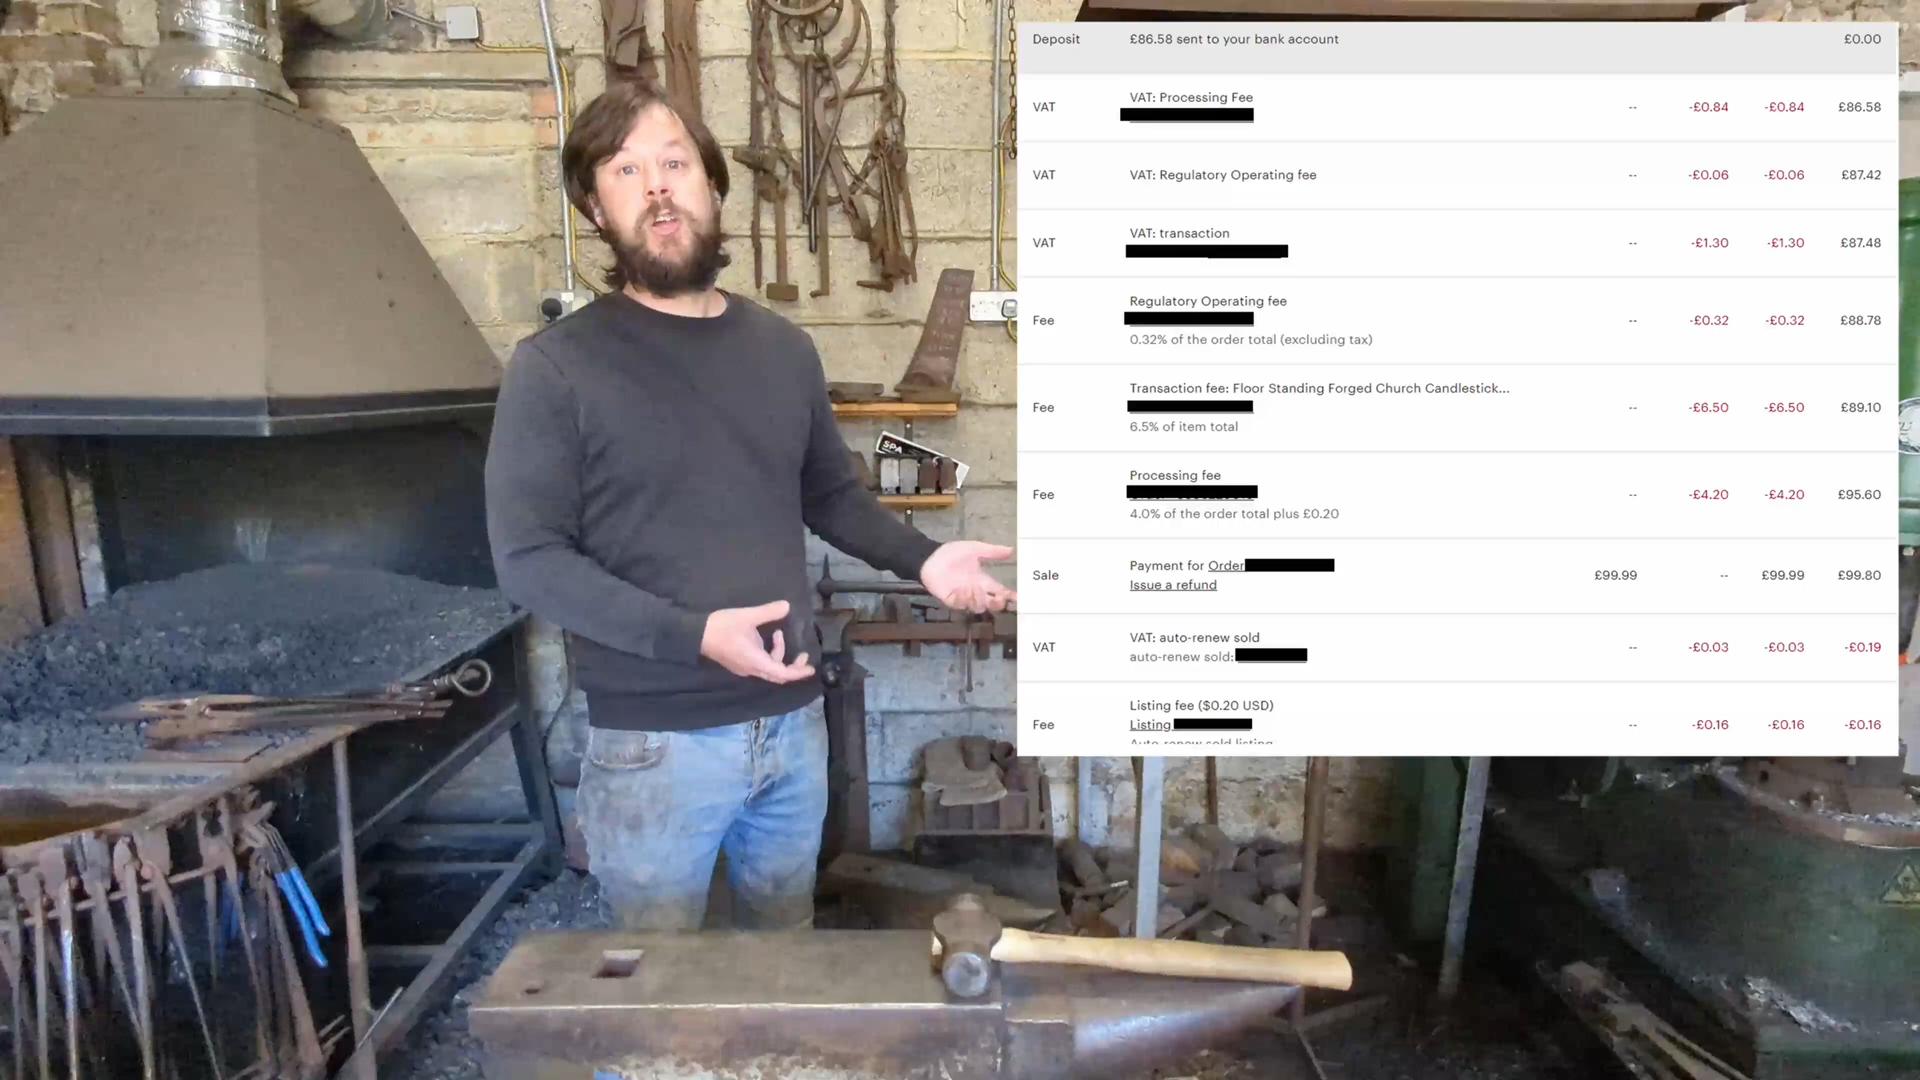 Deposit £86.58 sent to your bank account £0.00
VAT VAT: Processing Fee -- -£0.84 -£0.84 £86.58
VAT VAT: Regulatory Operating fee -- -£0.06 -£0.06 £87.42
VAT VAT: transaction -- -£1.30 -£1.30 £87.48
Regulatory Operating fee
Fee -- -£0.32 -£0.32 £88.78
0.32% of the order total (excluding tax)
Transaction fee: Floor Standing Forged Church Candlestick...
Fee -- -£6.50 -£6.50 £89.10
6.5% of item total
Processing fee
Fee -- -£4.20 -£4.20 £95.60
4.0% of the order total plus £0.20
Payment for Order
Sale £99.99 -- £99.99 £99.80
Issue a refund
VAT: auto-renew sold
VAT -- -£0.03 -£0.03 -£0.19
auto-renew sold:
Listing fee ($0.20 USD)
Fee Listing -- -£0.16 -£0.16 -£0.16
Auto-renew sold listing
SPA